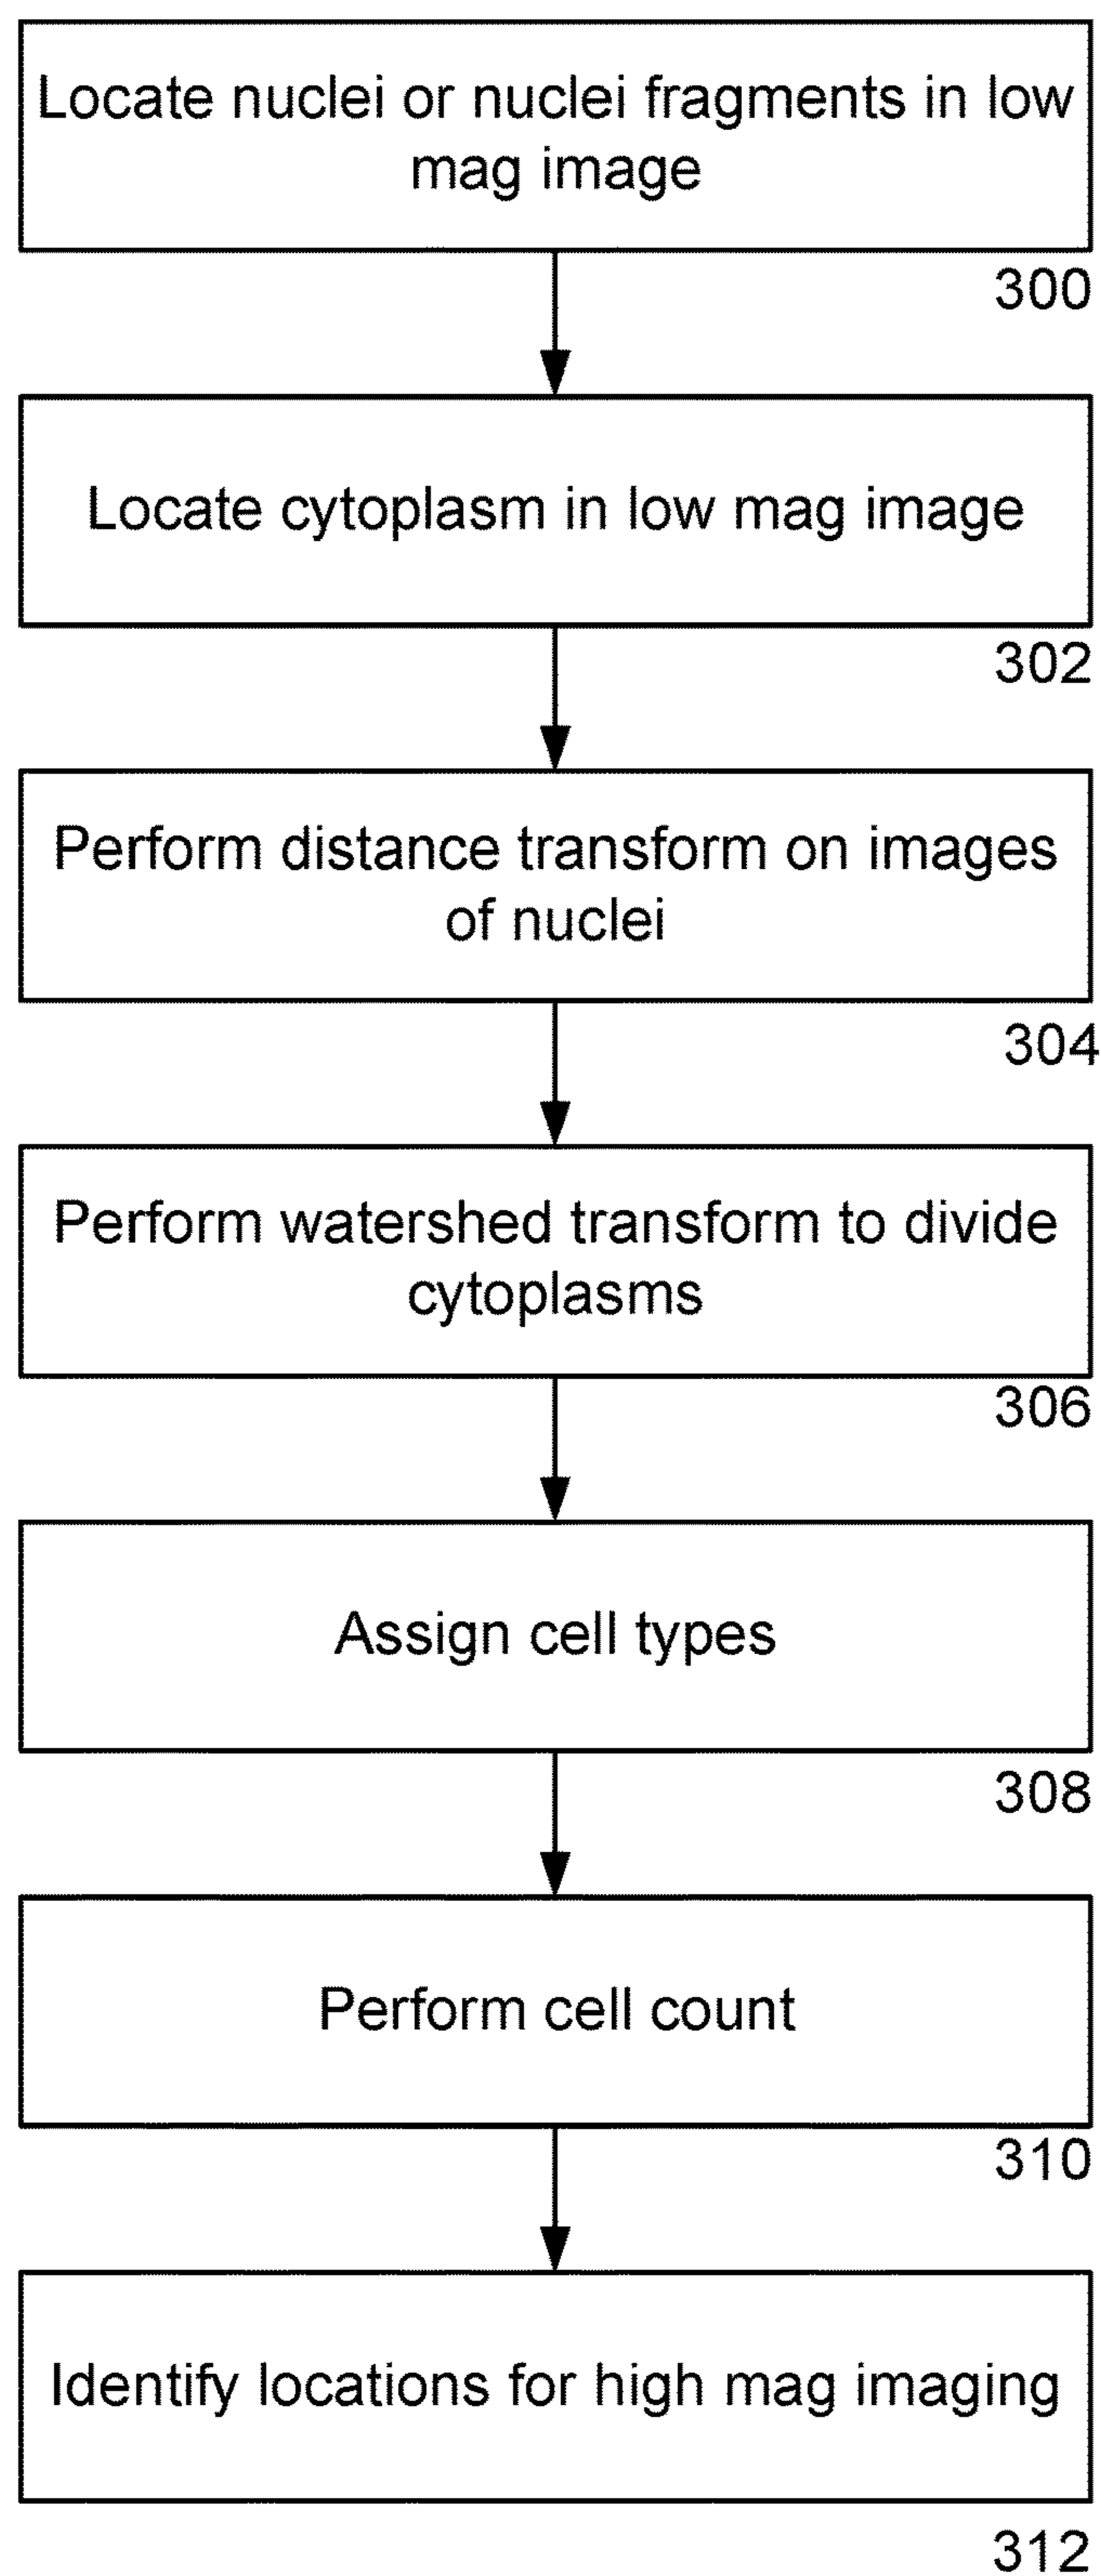 Locate nuclei or nuclei fragments in low
mag image
300
Locate cytoplasm in low mag image
302
Perform distance transform on images
of nuclei
304
Perform watershed transform to divide
cytoplasms
306
Assign cell types
308
Perform cell count
310
Identify locations for high mag imaging
312